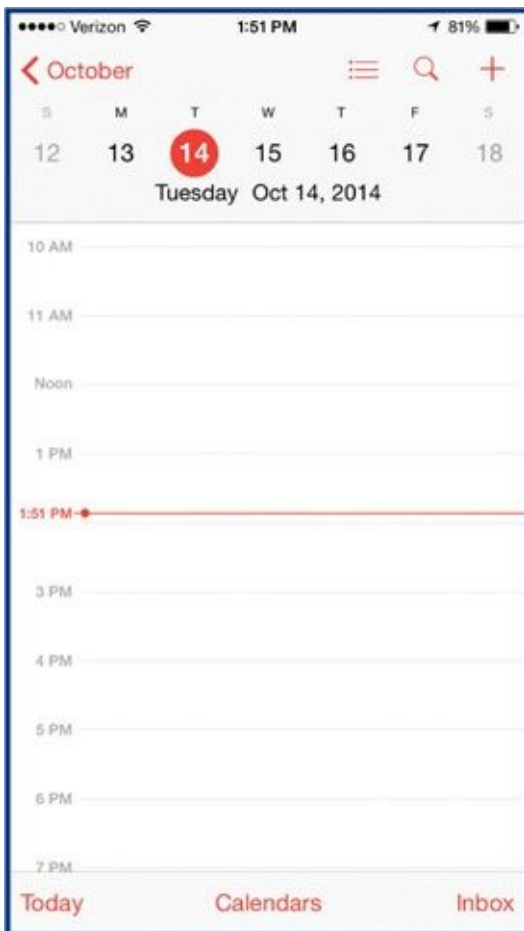 Verizon 1:51 PM 81%
October
S M T W T F S
12 13 14 15 16 17 18
Tuesday Oct 14, 2014
10 AM
11 AM
Noon
1 PM
1:51 PM
3 PM
4 PM
5 PM
6 PM
7 PM
Today Calendars Inbox